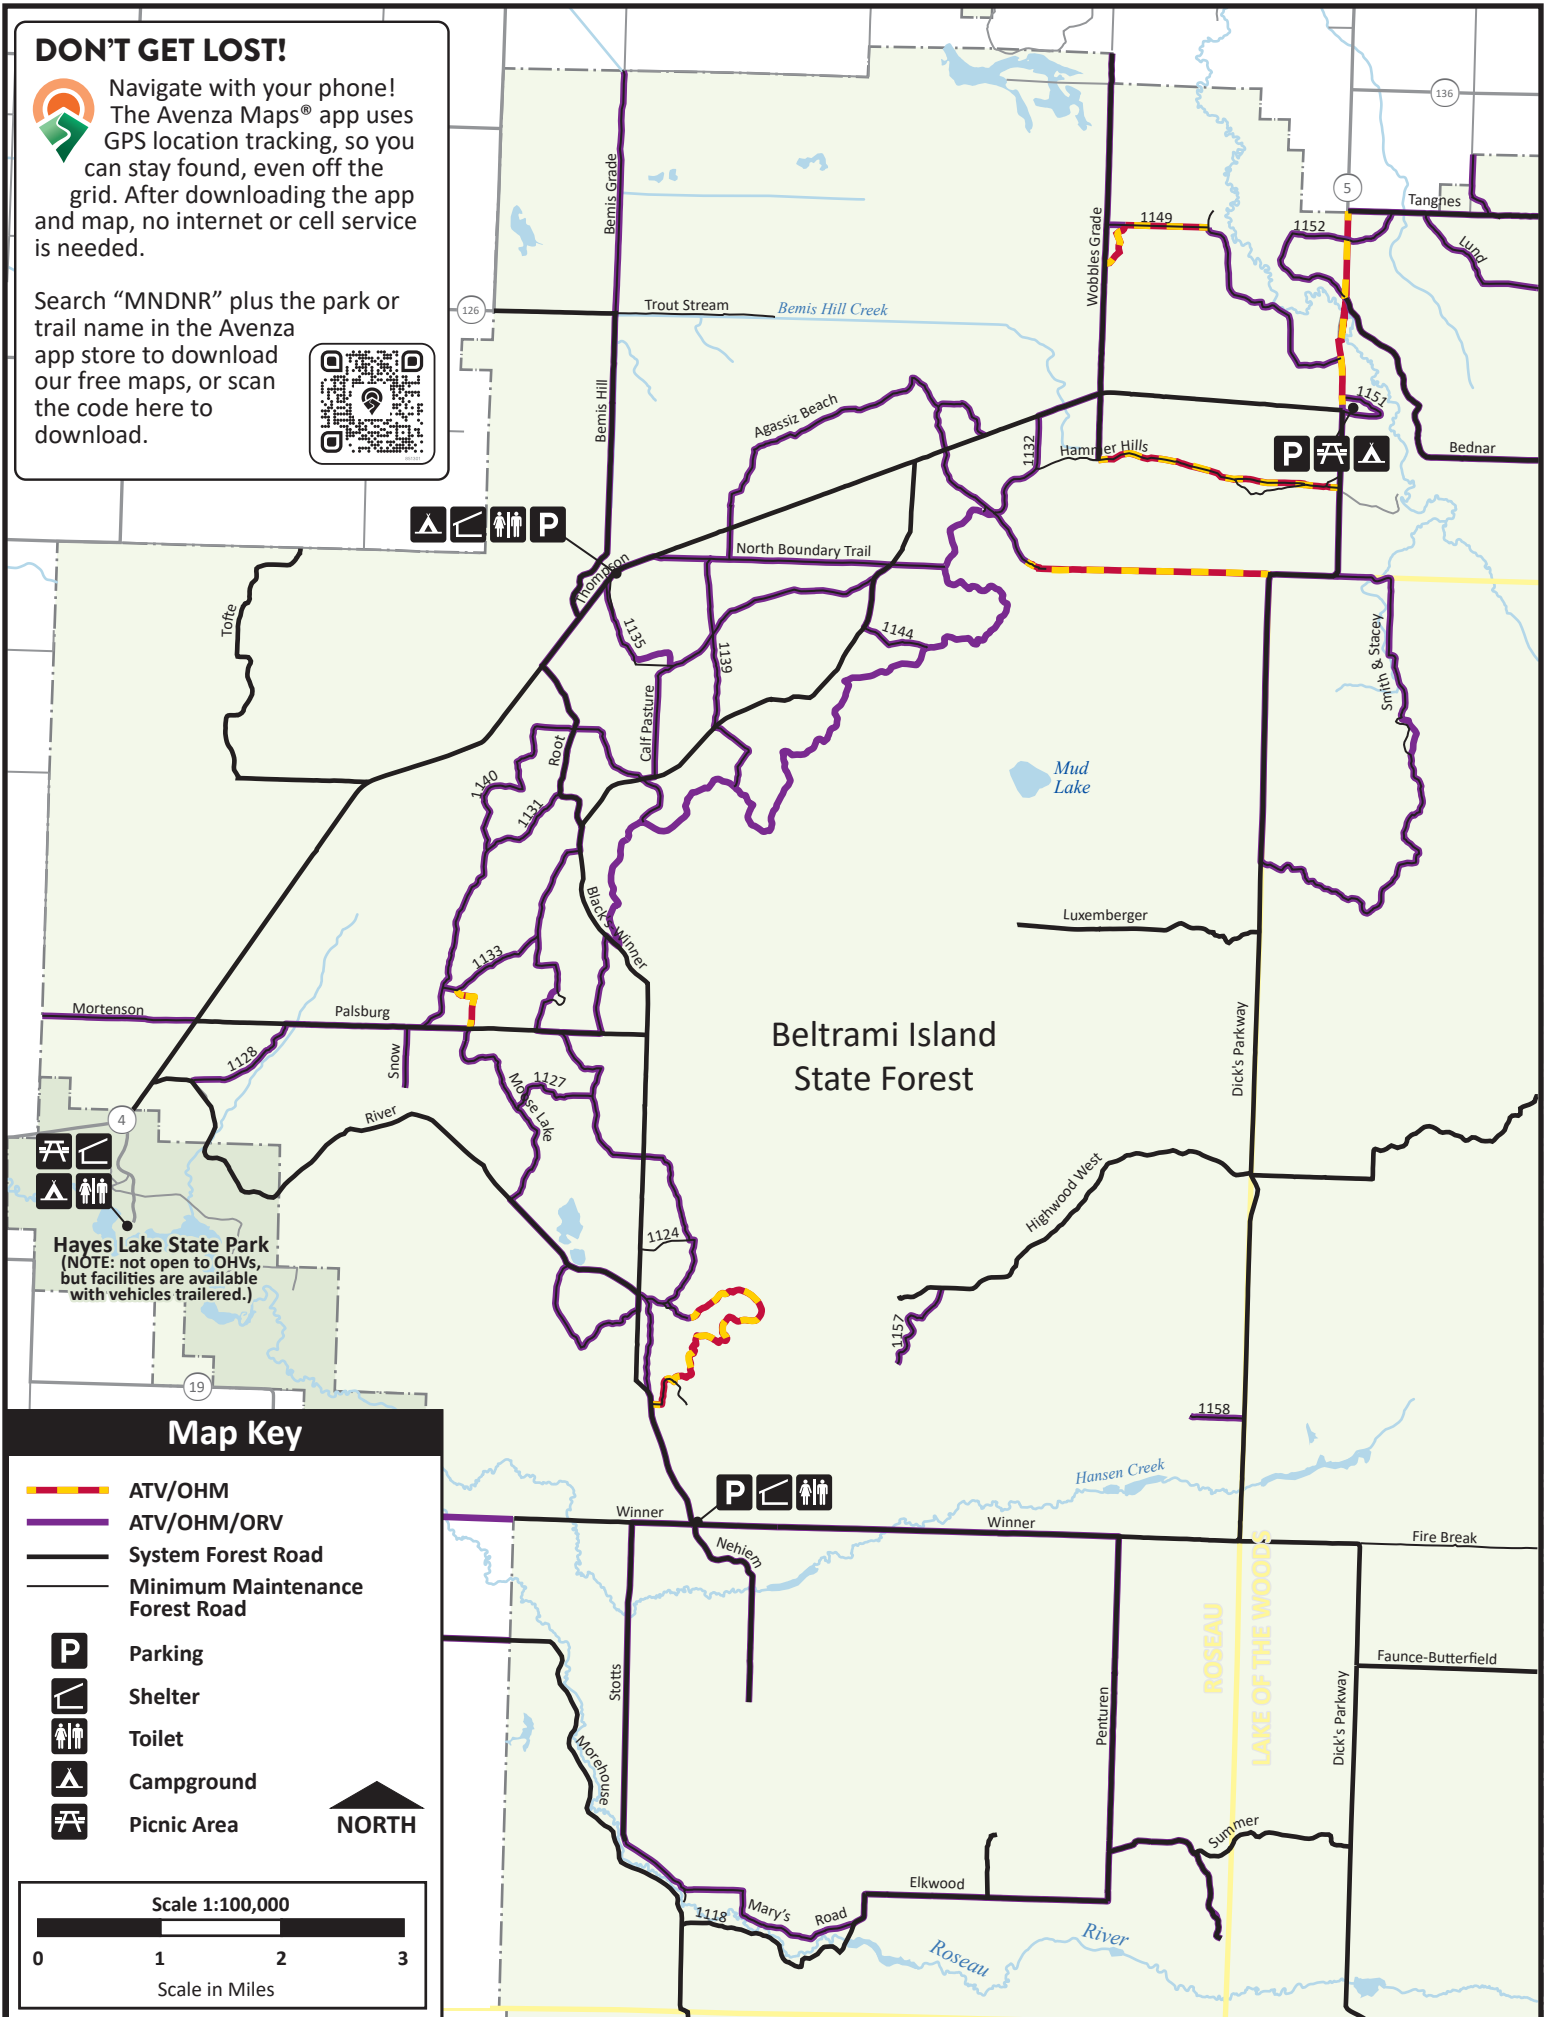 DON'T GET LOST!
Navigate with your phone!
The Avenza Maps® app uses
GPS location tracking, so you
can stay found, even off the
grid. After downloading the app
and map, no internet or cell service
is needed.
Search “MNDNR” plus the park or
trail name in the Avenza
app store to download
our free maps, or scan
the code here to
download.
136
5
Tangnes
Bemis Grade
Wobbles Grade
1149
1152
Lund
126
Trout Stream
Bemis Hill Creek
Bemis Hill
Agassiz Beach
1132
Hammer Hills
1151
Bednar
P
P
North Boundary Trail
Thompson
Tofte
1135
1139
1144
Smith & Stacey
Calf Pasture
Root
1140
1131
Mud
Lake
Black's Winner
Luxemberger
1133
Mortenson
Palsburg
Snow
1128
Beltrami Island
State Forest
Dick's Parkway
1127
Moose Lake
River
4
Highwood West
Hayes Lake State Park
(NOTE: not open to OHVs,
but facilities are available
with vehicles trailered.)
1124
1157
19
1158
Hansen Creek
P
Winner
Winner
Fire Break
Nehiem
ROSEAU
LAKE OF THE WOODS
Stotts
Penturen
Faunce-Butterfield
Dick's Parkway
Morehouse
Summer
Elkwood
Mary's Road
1118
Roseau River
Map Key
ATV/OHM
ATV/OHM/ORV
System Forest Road
Minimum Maintenance
Forest Road
P Parking
Shelter
Toilet
Campground
Picnic Area
NORTH
Scale 1:100,000
0 1 2 3
Scale in Miles